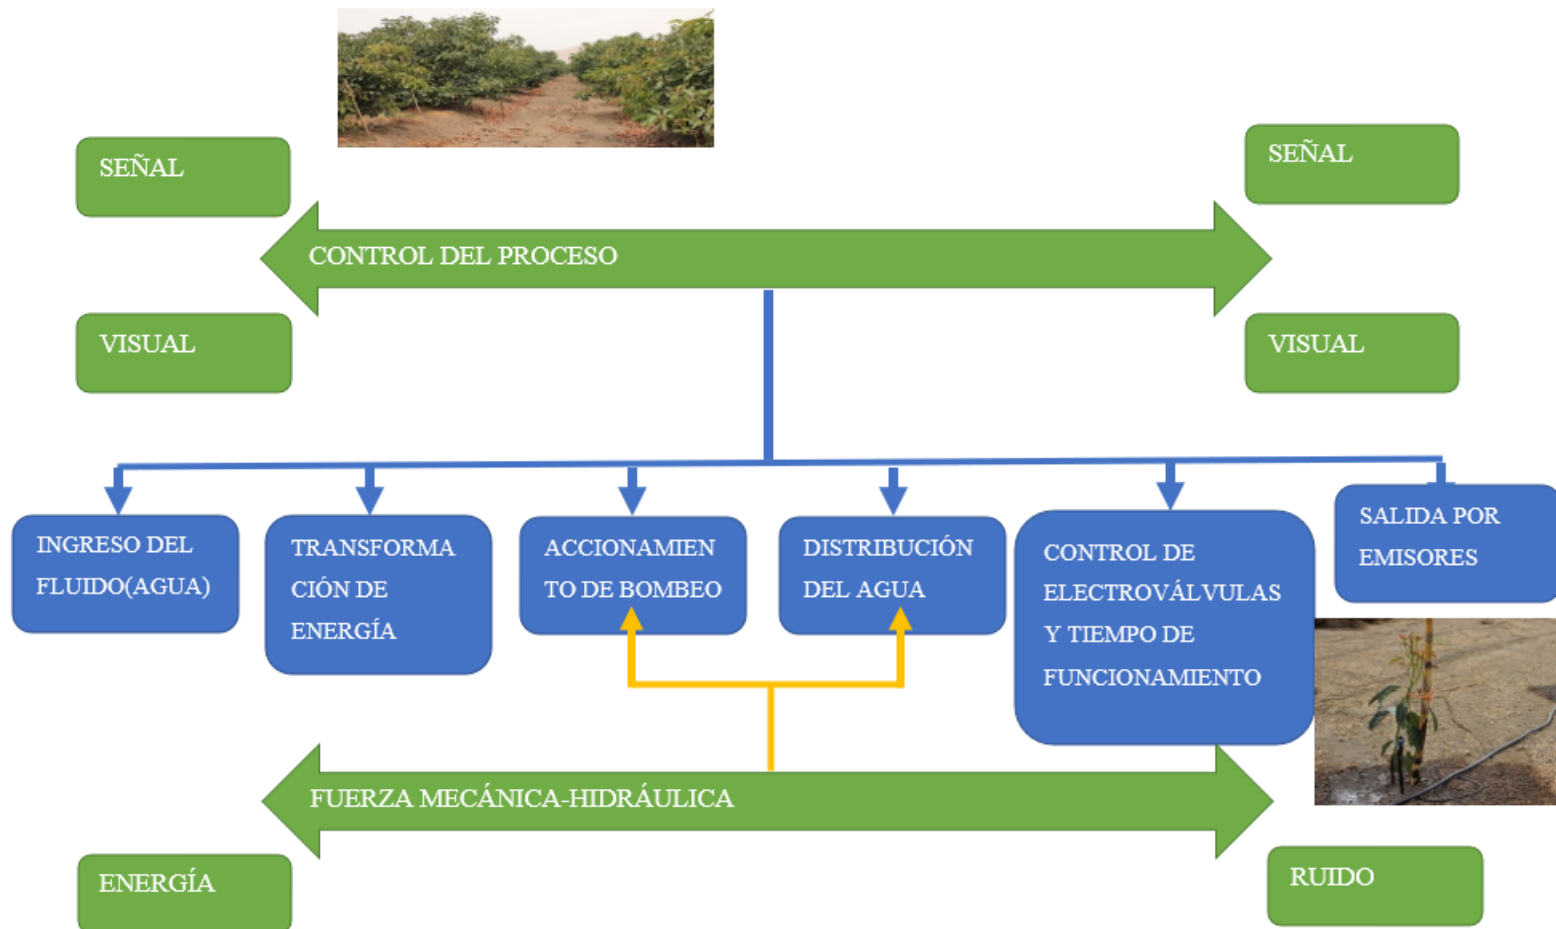 SEÑAL
SEÑAL
CONTROL DEL PROCESO
VISUAL
VISUAL
INGRESO DEL
FLUIDO(AGUA)
TRANSFORMA
CIÓN DE
ENERGÍA
ACCIONAMIEN
TO DE BOMBEO
DISTRIBUCIÓN
DEL AGUA
CONTROL DE
ELECTROVÁLVULAS
Y TIEMPO DE
FUNCIONAMIENTO
SALIDA POR
EMISORES
FUERZA MECÁNICA-HIDRÁULICA
ENERGÍA
RUIDO